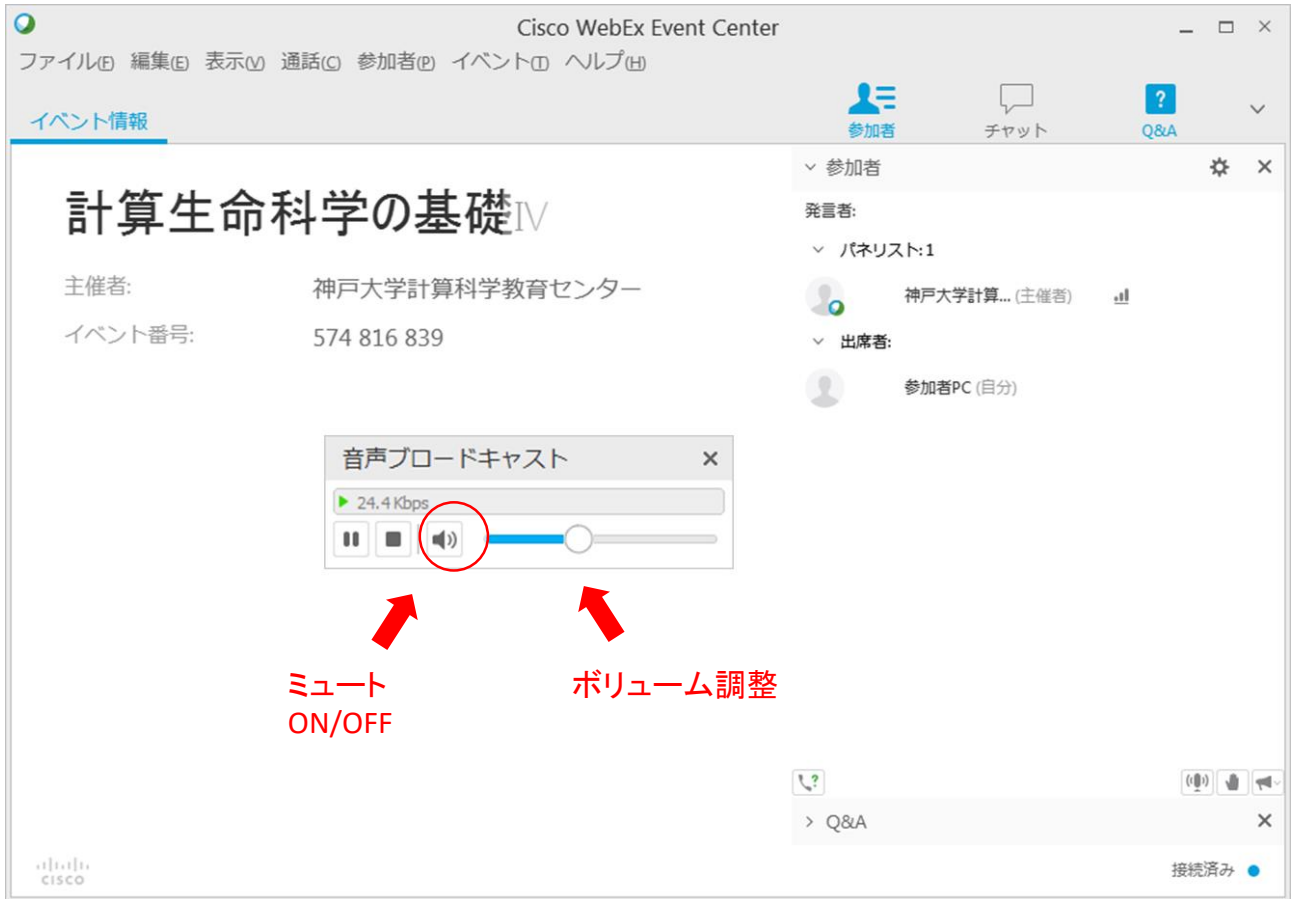 Cisco WebEx Event Center
ファイル(F) 編集(E) 表示(V) 通話(C) 参加者(P) イベント(T) ヘルプ(H)
イベント情報
参加者
チャット
?
Q&A
計算生命科学の基礎IV
主催者: 神戸大学計算科学教育センター
イベント番号: 574 816 839
音声ブロードキャスト
24.4 Kbps
ミュート
ON/OFF
ボリューム調整
参加者
発言者:
パネリスト:1
神戸大学計算... (主催者)
出席者:
参加者PC (自分)
?
Q&A
CISCO
接続済み